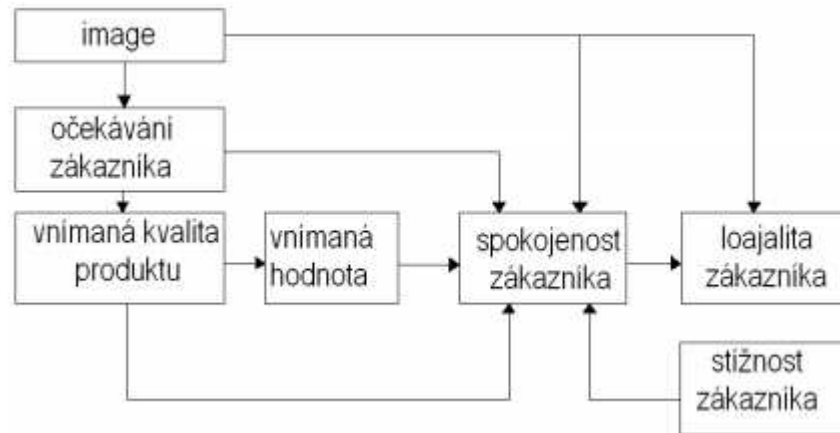 image
očekávání
zákazníka
vnímaná kvalita
produktu
vnímaná
hodnota
spokojenost
zákazníka
loajalita
zákazníka
stížnost
zákazníka